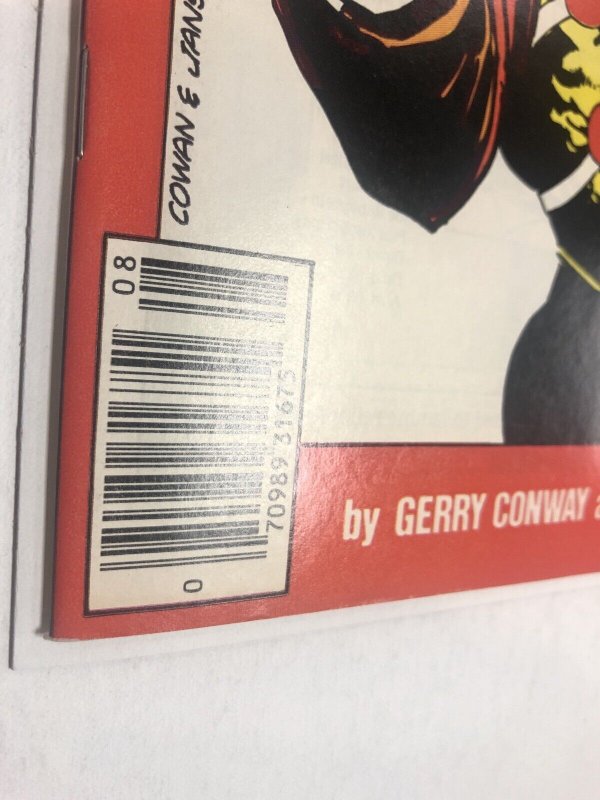 COWAN & JANS
08
0
70989 31675
by GERRY CONWAY